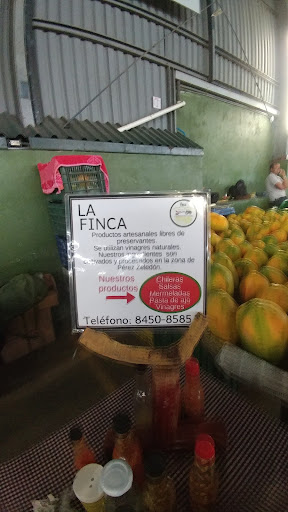 LA
FINCA
Productos artesanales libres de
preservantes.
Se utilizan vinagres naturales.
Nuestros ingredientes son
cultivados y procesados en la zona de
Pérez Zeledón.
Nuestros
productos
Chileras
Salsas
Mermeladas
Pasta de ajo
Vinagres
Teléfono: 8450-8585